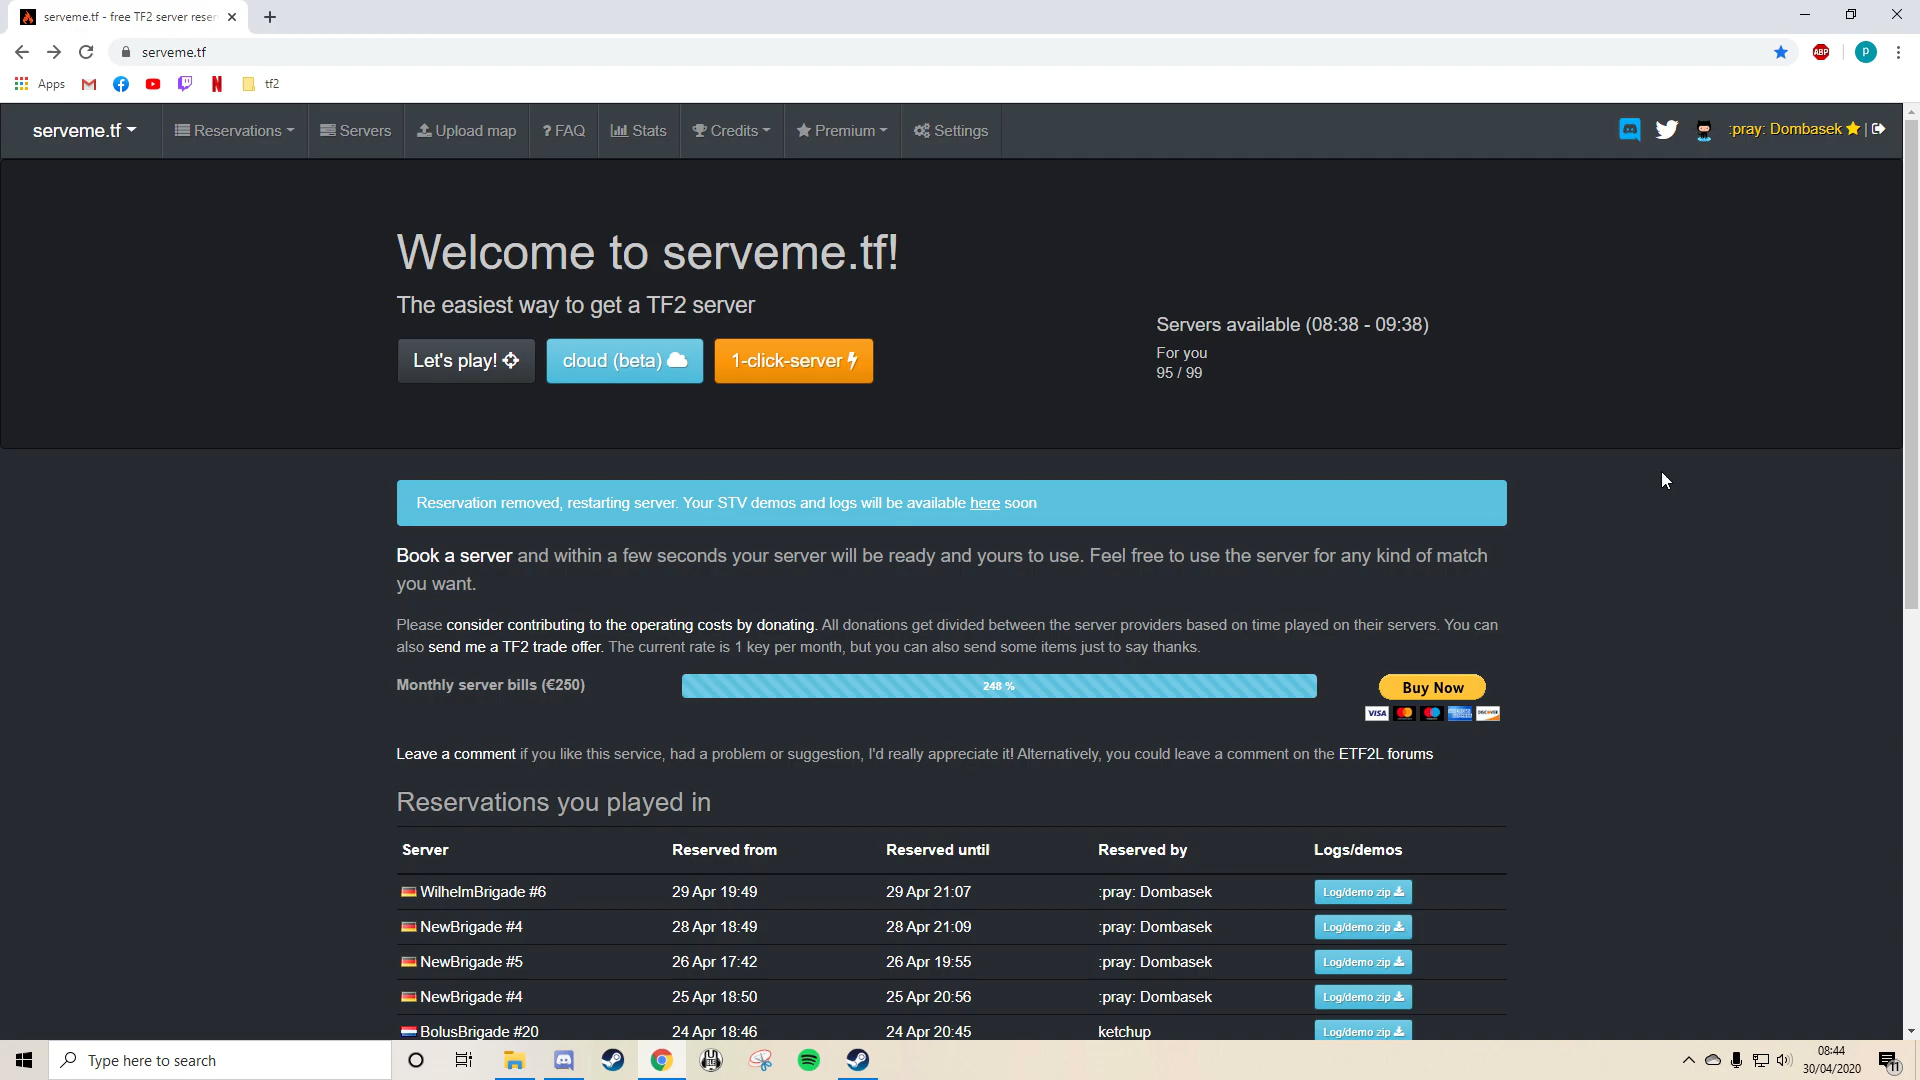 serveme.tf - free TF2 server reser
serveme.tf
Apps
tf2
serveme.tf Reservations Servers Upload map ? FAQ Stats Credits Premium Settings :pray: Dombasek
Welcome to serveme.tf!
The easiest way to get a TF2 server
Let's play! cloud (beta) 1-click-server
Servers available (08:38 - 09:38)
For you
95 / 99
Reservation removed, restarting server. Your STV demos and logs will be available here soon
Book a server and within a few seconds your server will be ready and yours to use. Feel free to use the server for any kind of match
you want.
Please consider contributing to the operating costs by donating. All donations get divided between the server providers based on time played on their servers. You can
also send me a TF2 trade offer. The current rate is 1 key per month, but you can also send some items just to say thanks.
Monthly server bills (€250) 248 % Buy Now
VISA
Leave a comment if you like this service, had a problem or suggestion, I'd really appreciate it! Alternatively, you could leave a comment on the ETF2L forums
Reservations you played in
Server Reserved from Reserved until Reserved by Logs/demos
WilhelmBrigade #6 29 Apr 19:49 29 Apr 21:07 :pray: Dombasek Log/demo zip
NewBrigade #4 28 Apr 18:49 28 Apr 21:09 :pray: Dombasek Log/demo zip
NewBrigade #5 26 Apr 17:42 26 Apr 19:55 :pray: Dombasek Log/demo zip
NewBrigade #4 25 Apr 18:50 25 Apr 20:56 :pray: Dombasek Log/demo zip
BolusBrigade #20 24 Apr 18:46 24 Apr 20:45 ketchup Log/demo zip
Type here to search
08:44
30/04/2020
11